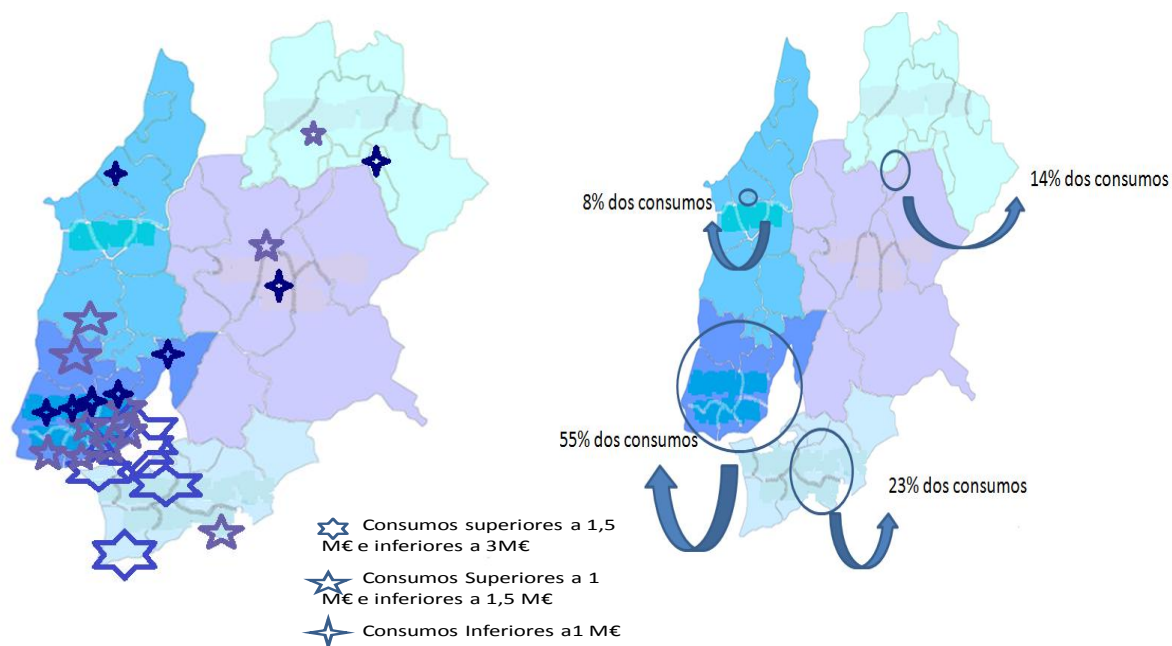 8% dos consumos
14% dos consumos
55% dos consumos
23% dos consumos
Consumos superiores a 1,5
M€ e inferiores a 3M€
Consumos Superiores a 1
M€ e inferiores a 1,5 M€
Consumos Inferiores a1 M€